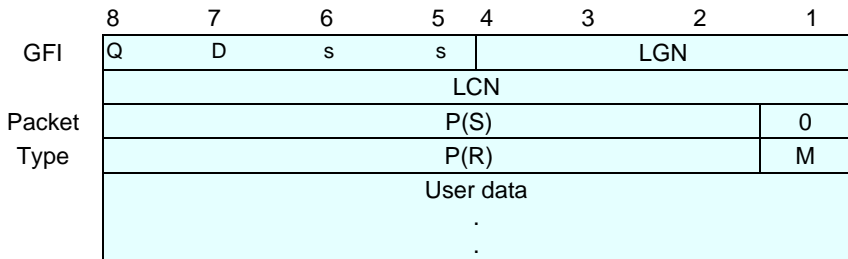 8 7 6 5 4 3 2 1
GFI Q D s s LGN
LCN
Packet P(S) 0
Type P(R) M
User data
.
.